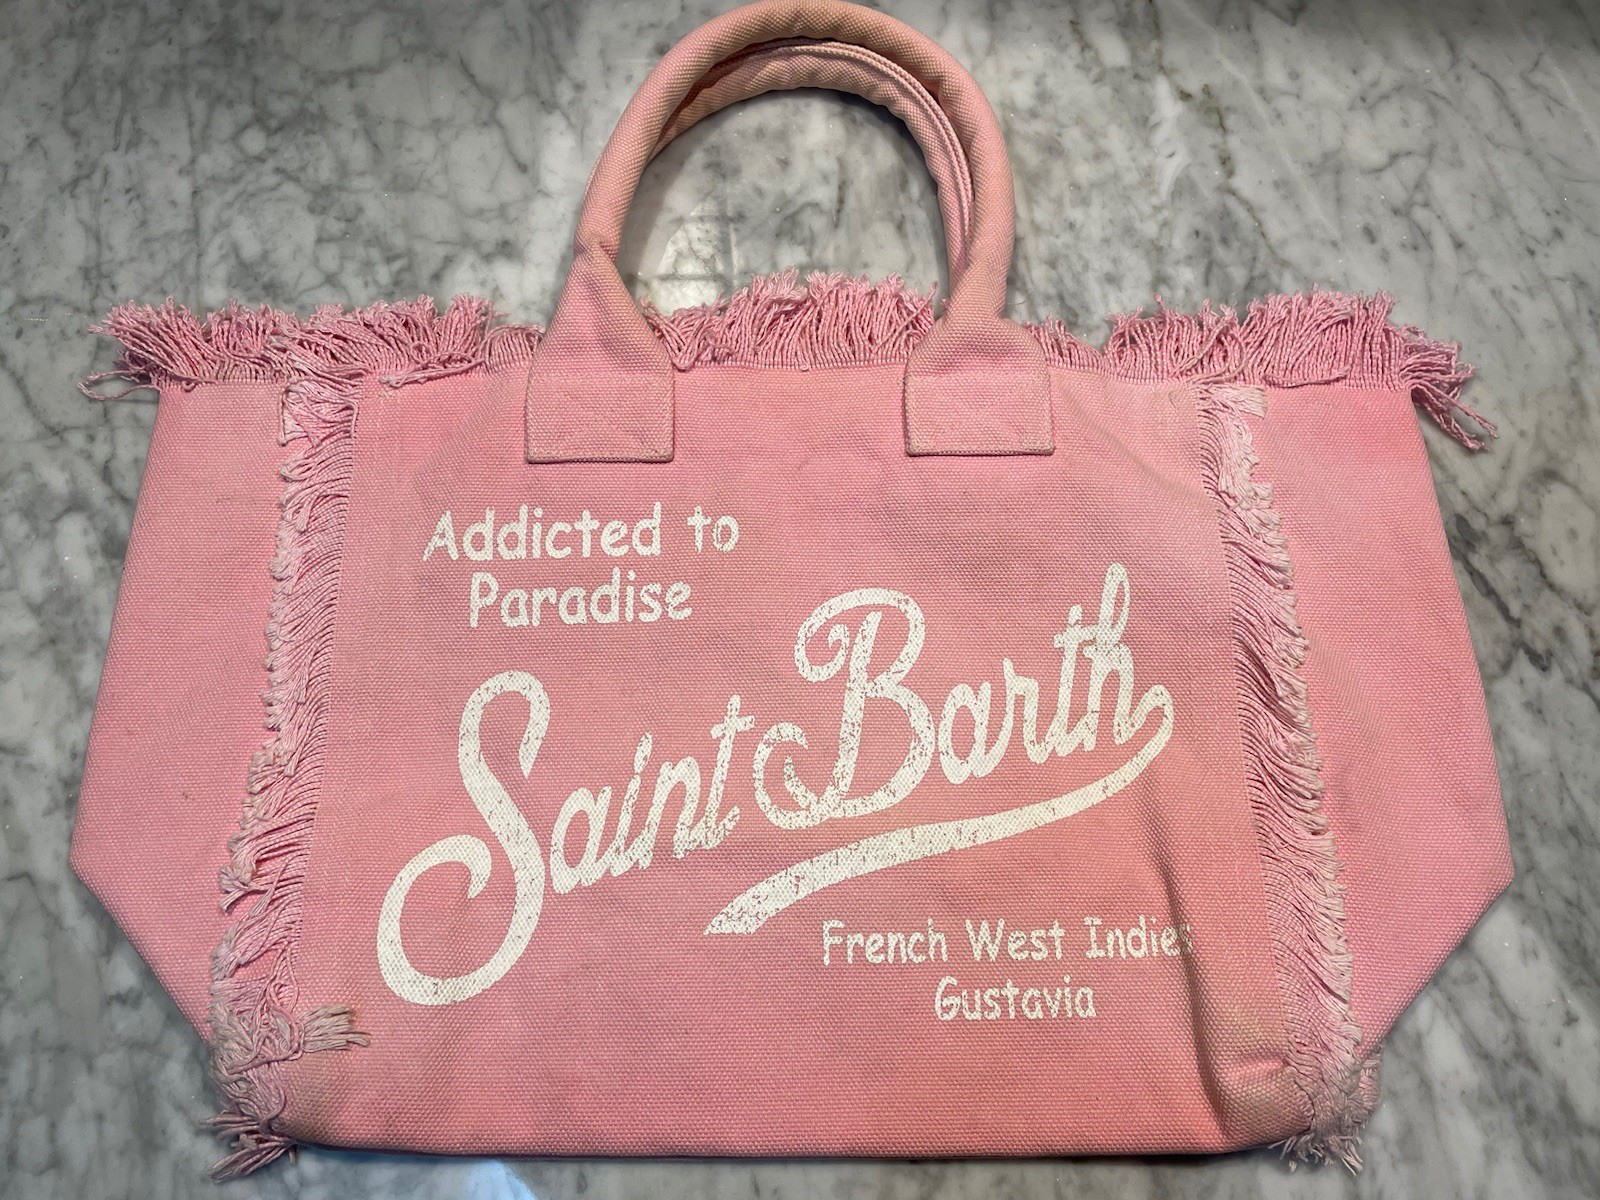 Addicted to
Paradise
Saint Barth
French West Indies
Gustavia